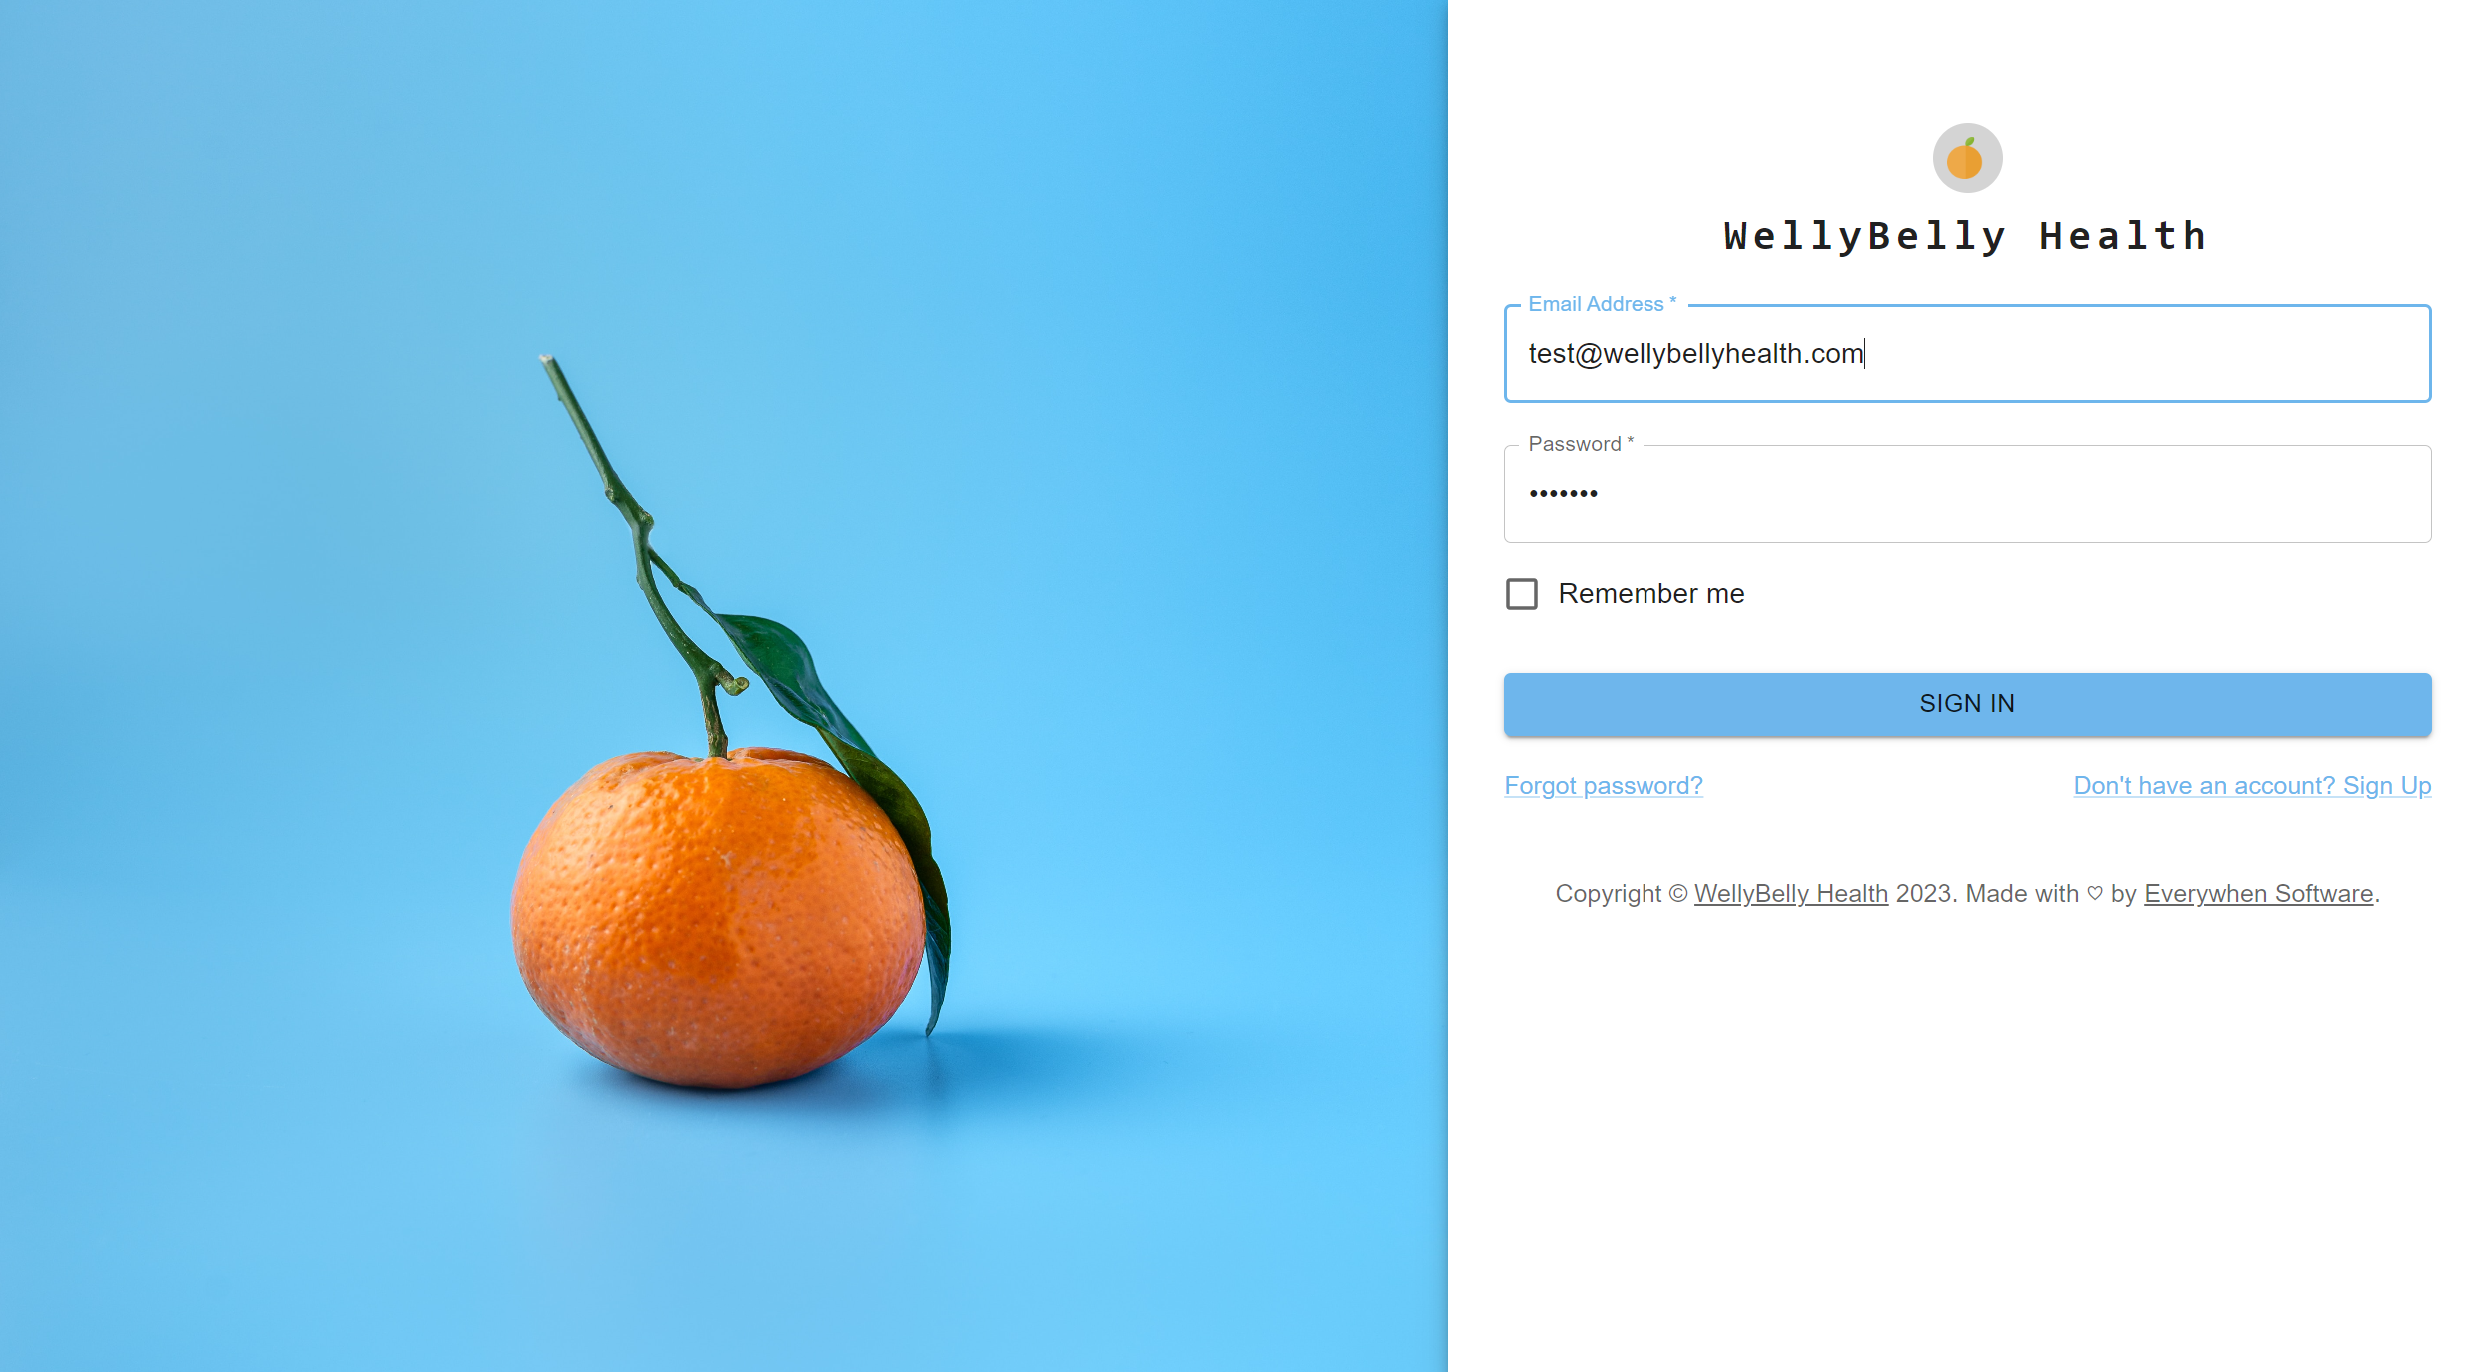 WellyBelly Health
Email Address *
test@wellybellyhealth.com
Password *
•••••••
Remember me
SIGN IN
Forgot password?
Don't have an account? Sign Up
Copyright © WellyBelly Health 2023. Made with ♡ by Everywhen Software.